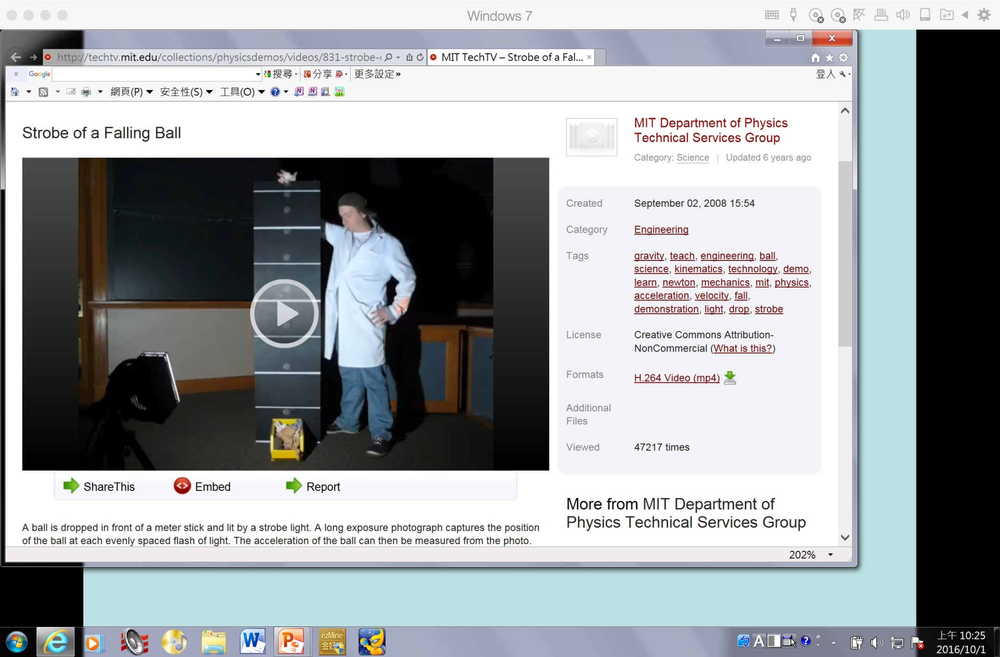 Windows 7
http://techtv.mit.edu/collections/physicsdemos/videos/831-strobe-
MIT TechTV – Strobe of a Fal...
x Google 搜尋 分享 更多設定» 登入
網頁(P) 安全性(S) 工具(O)
Strobe of a Falling Ball
MIT Department of Physics
Technical Services Group
Category: Science | Updated 6 years ago
Created September 02, 2008 15:54
Category Engineering
Tags gravity, teach, engineering, ball,
science, kinematics, technology, demo,
learn, newton, mechanics, mit, physics,
acceleration, velocity, fall,
demonstration, light, drop, strobe
License Creative Commons Attribution-
NonCommercial (What is this?)
Formats H.264 Video (mp4)
Additional
Files
Viewed 47217 times
ShareThis Embed Report
More from MIT Department of
Physics Technical Services Group
A ball is dropped in front of a meter stick and lit by a strobe light. A long exposure photograph captures the position
of the ball at each evenly spaced flash of light. The acceleration of the ball can then be measured from the photo.
202%
ezMine
A
上午 10:25
2016/10/1